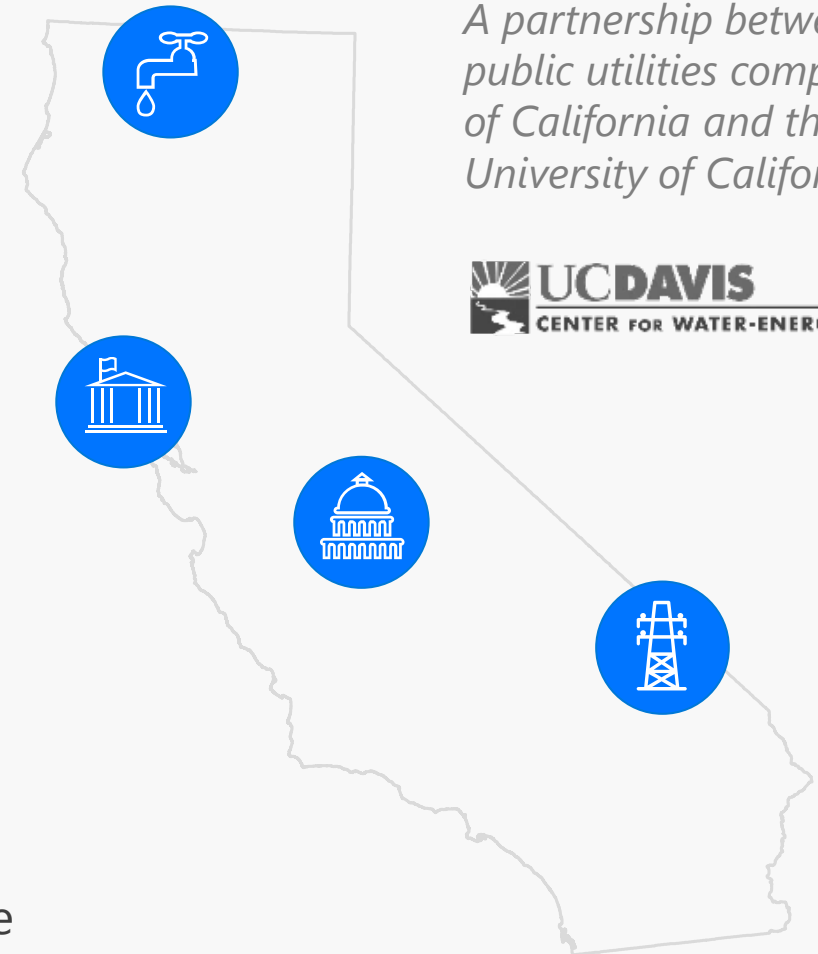 A partnership betwe
public utilities comp
of California and th
University of Califor
UCDAVIS
CENTER FOR WATER-ENER
e